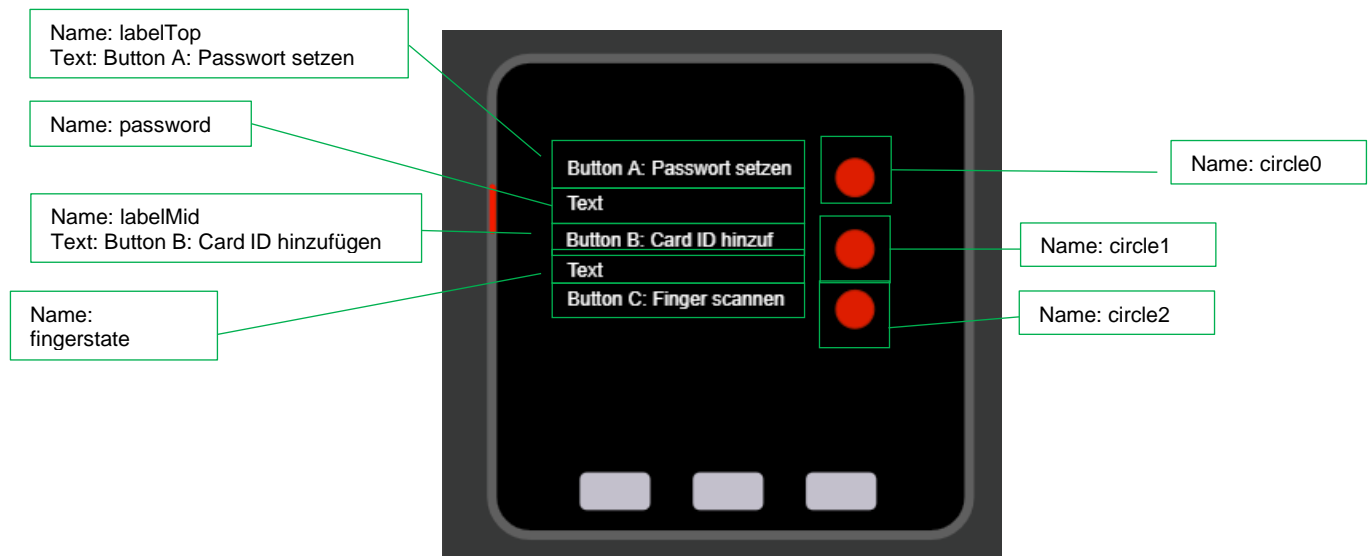 Name: labelTop
Text: Button A: Passwort setzen
Name: password
Name: labelMid
Text: Button B: Card ID hinzufügen
Name:
fingerstate
Button A: Passwort setzen
Text
Button B: Card ID hinzuf
Text
Button C: Finger scannen
Name: circle0
Name: circle1
Name: circle2